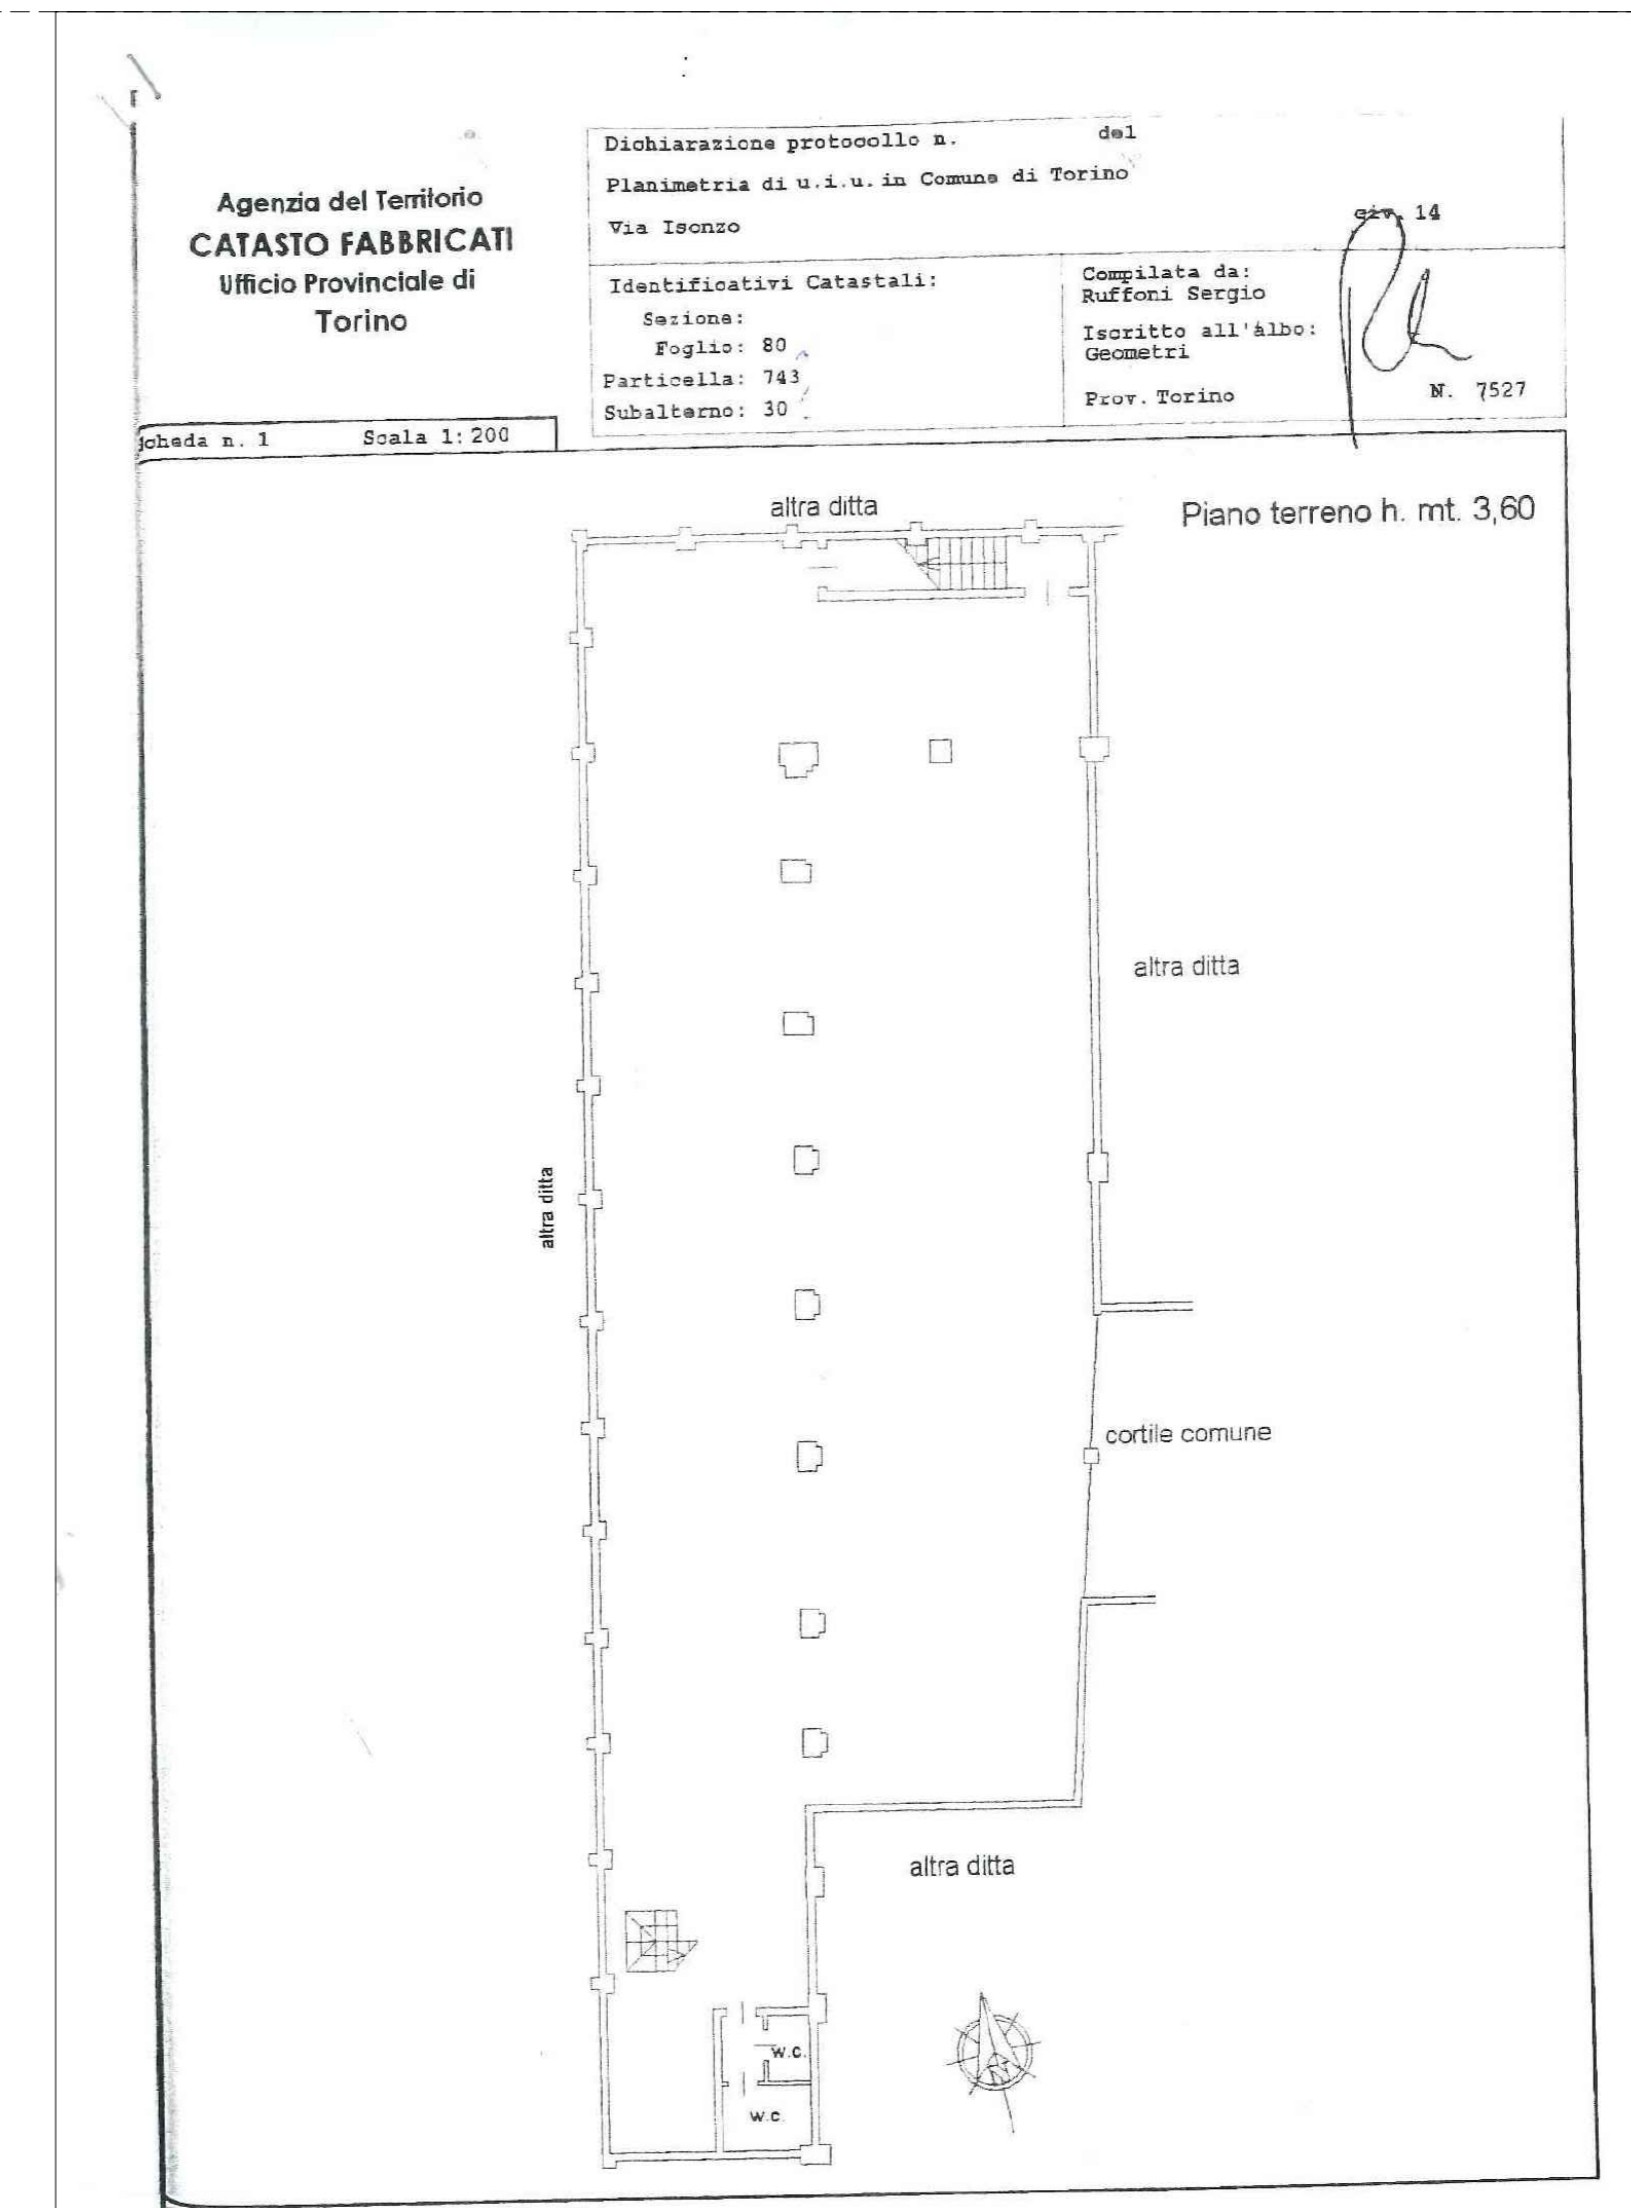 Agenzia del Territorio
CATASTO FABBRICATI
Ufficio Provinciale di
Torino
Dichiarazione protocollo n. del
Planimetria di u.i.u. in Comune di Torino
Via Isonzo civ. 14
Identificativi Catastali:
Sezione:
Foglio: 80
Particella: 743
Subalterno: 30
Compilata da:
Ruffoni Sergio
Iscritto all'albo:
Geometri
Prov. Torino N. 7527
Scheda n. 1 Scala 1:200
Piano terreno h. mt. 3,60
altra ditta
altra ditta
altra ditta
cortile comune
altra ditta
w.c.
w.c.